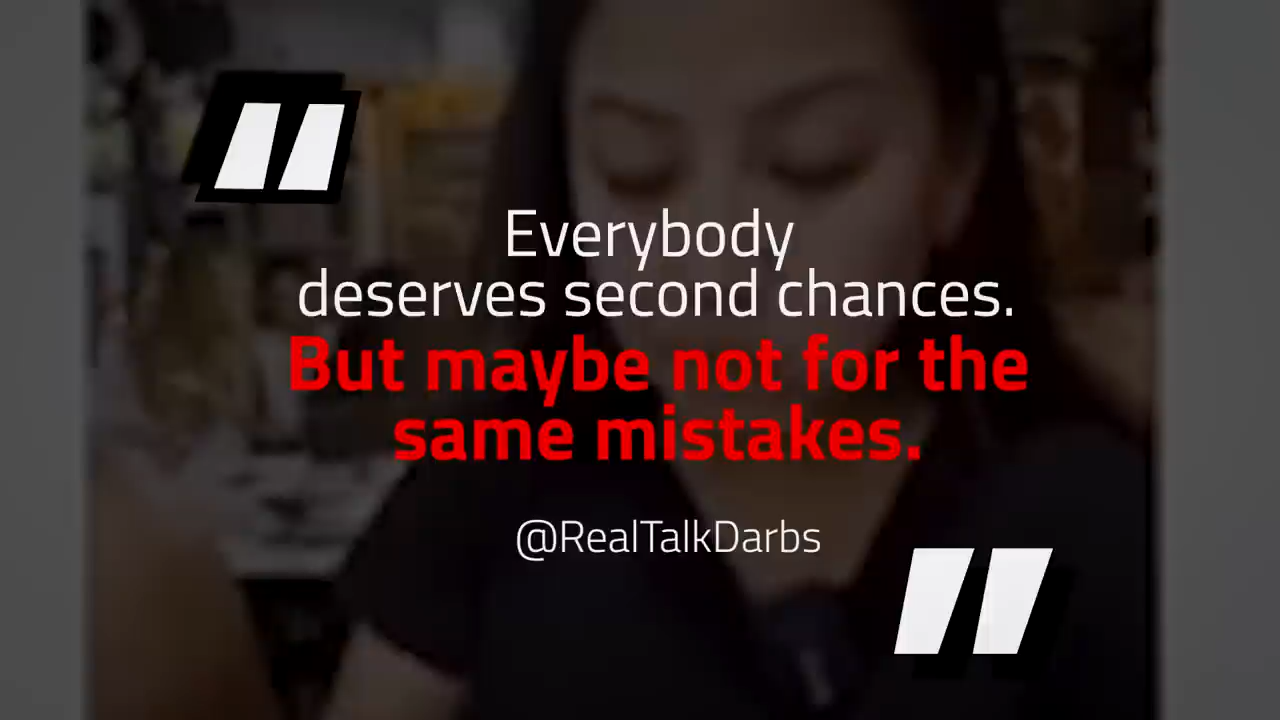 Everybody
deserves second chances.
But maybe not for the
same mistakes.
@RealTalkDarbs